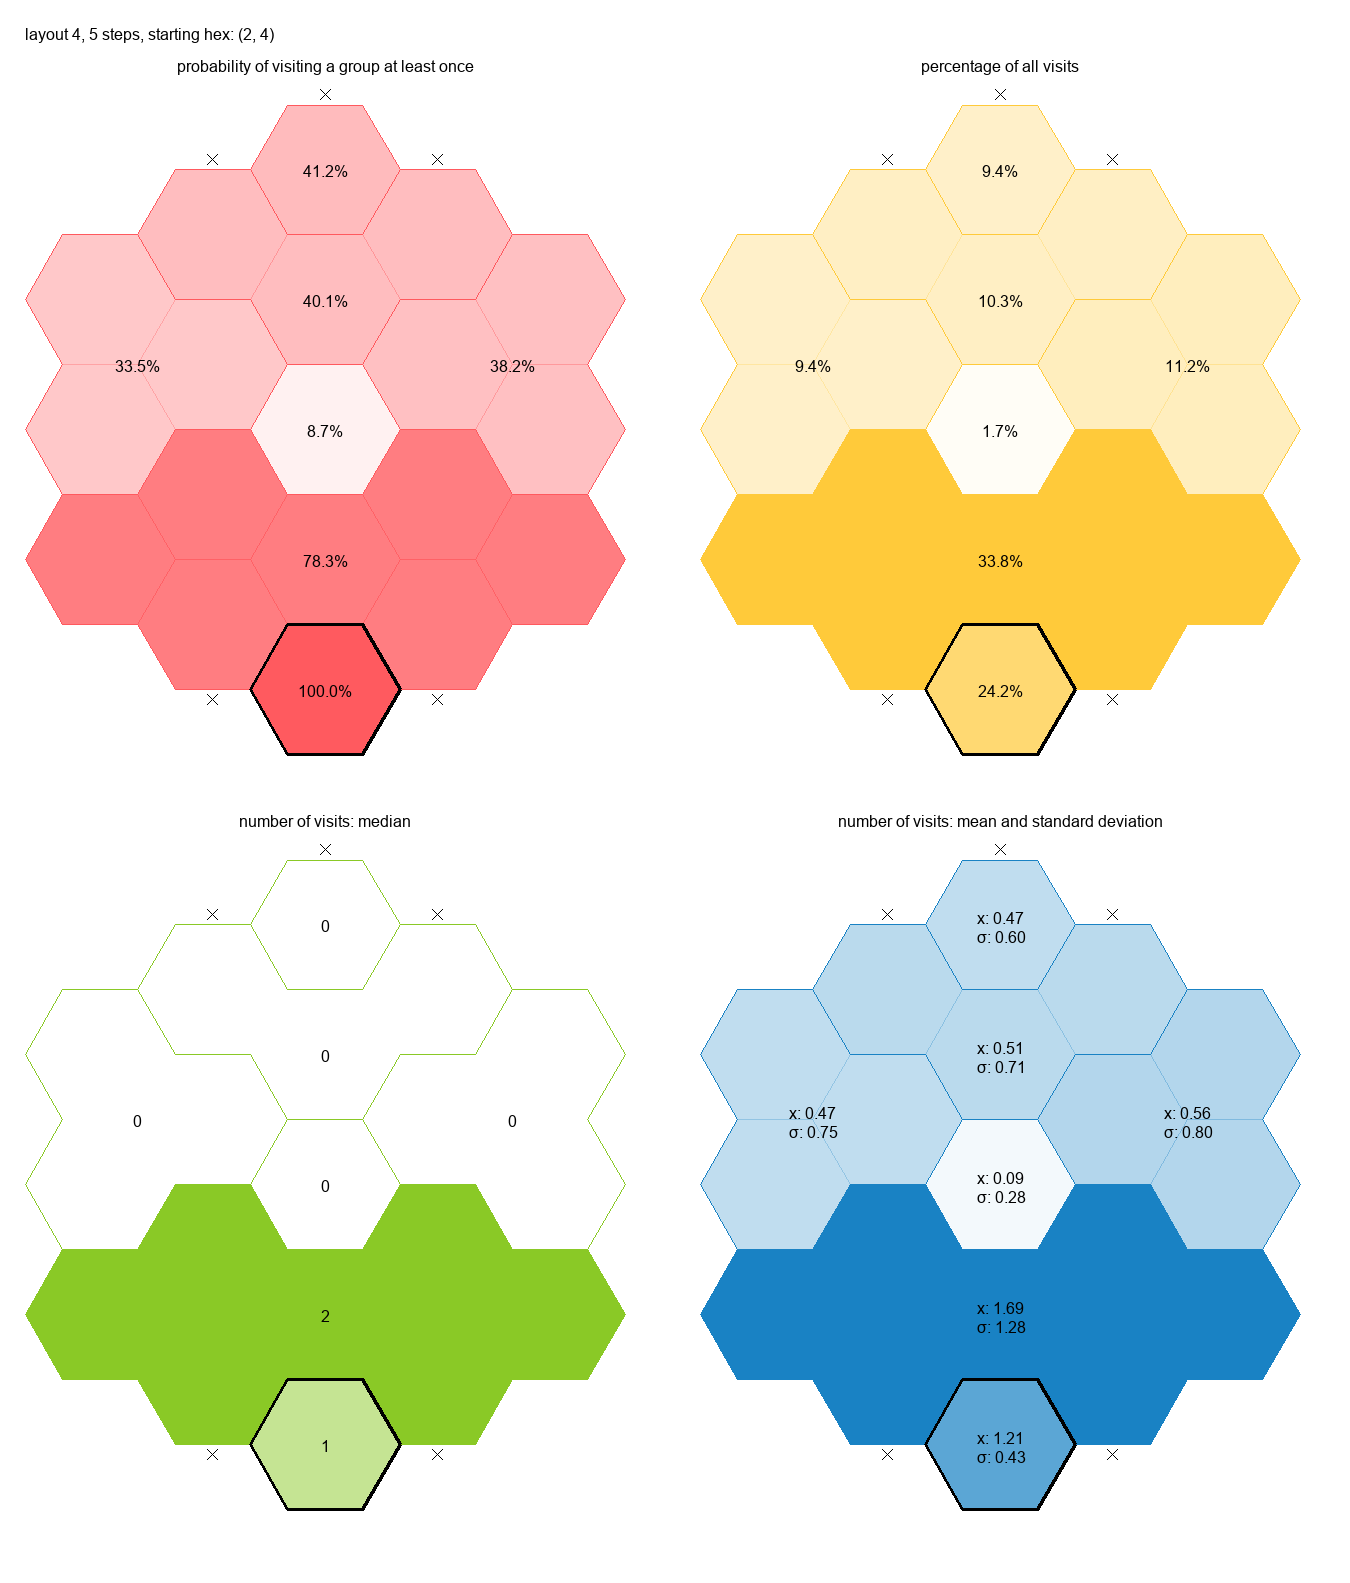 layout 4, 5 steps, starting hex: (2, 4)
probability of visiting a group at least once
41.2%
40.1%
33.5%
38.2%
8.7%
78.3%
100.0%
percentage of all visits
9.4%
10.3%
9.4%
11.2%
1.7%
33.8%
24.2%
number of visits: median
0
0
0
0
0
2
1
number of visits: mean and standard deviation
x: 0.47
σ: 0.60
x: 0.51
σ: 0.71
x: 0.47
σ: 0.75
x: 0.56
σ: 0.80
x: 0.09
σ: 0.28
x: 1.69
σ: 1.28
x: 1.21
σ: 0.43